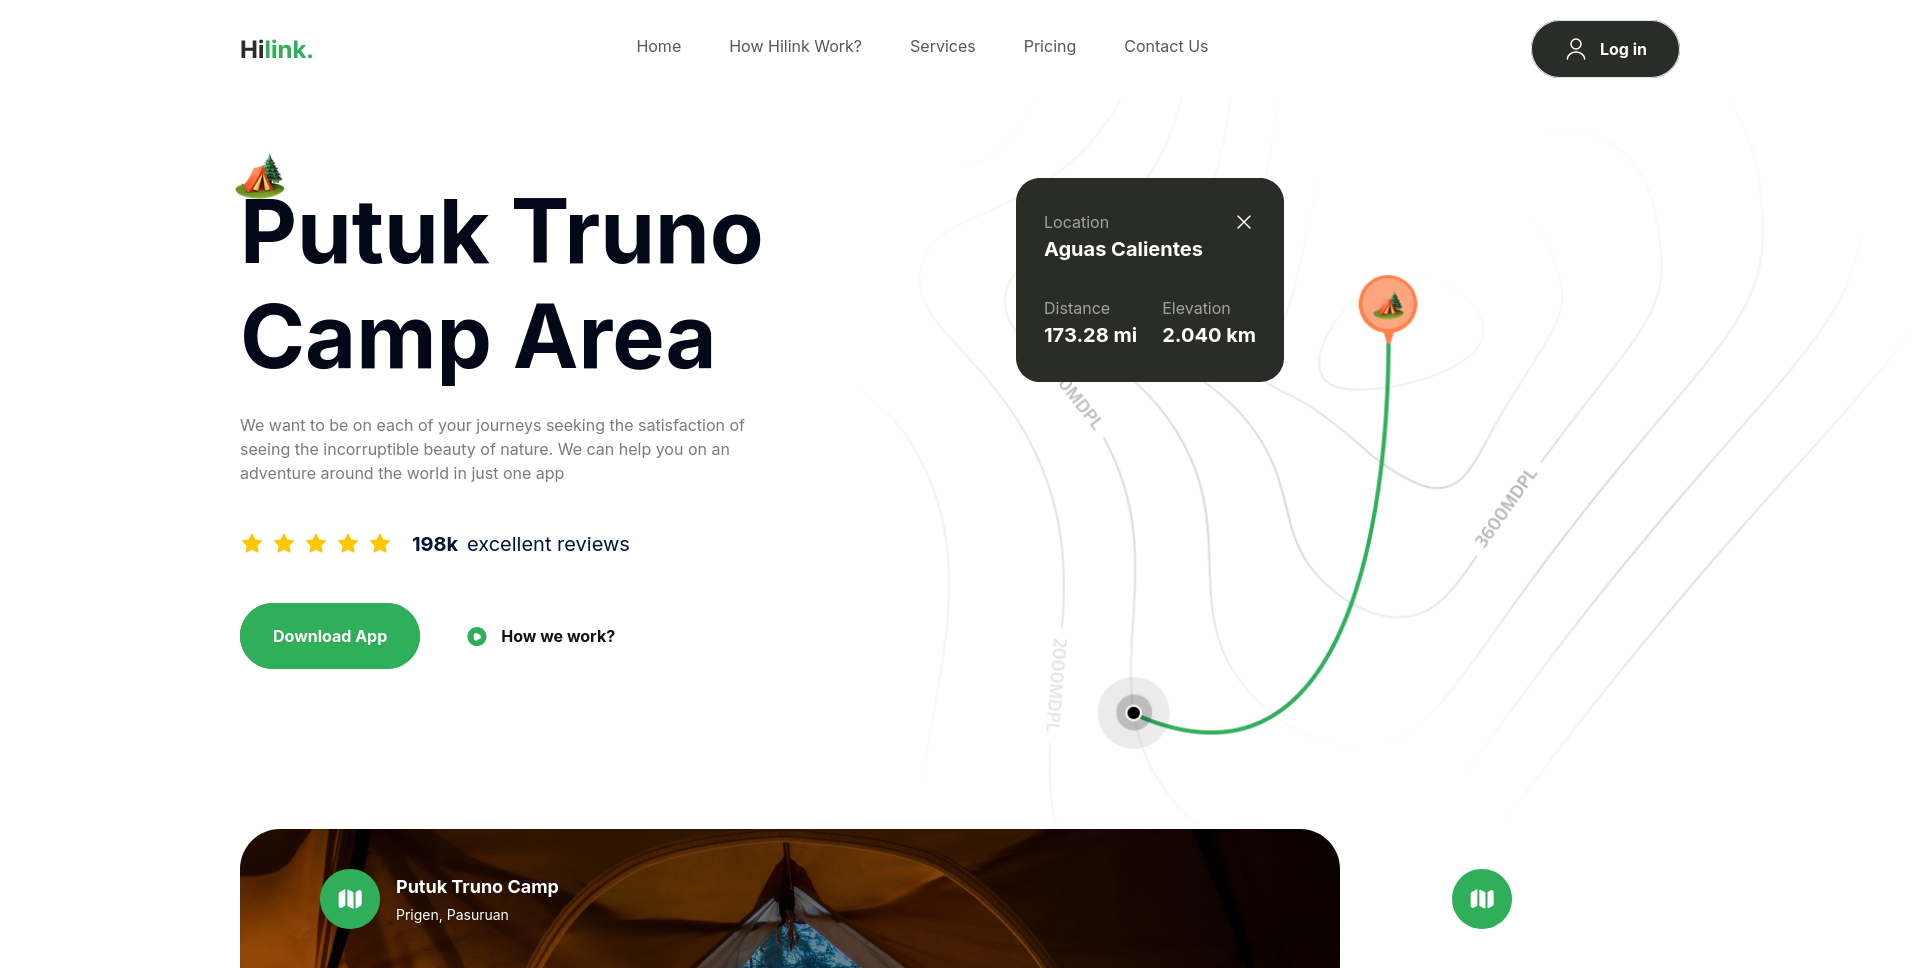 Hilink.
Home
How Hilink Work?
Services
Pricing
Contact Us
Log in
Putuk Truno
Camp Area
We want to be on each of your journeys seeking the satisfaction of
seeing the incorruptible beauty of nature. We can help you on an
adventure around the world in just one app
198k excellent reviews
Download App
How we work?
Location
Aguas Calientes
Distance
Elevation
173.28 mi
2.040 km
0MDPL
3600MDPL
2000MDPL
Putuk Truno Camp
Prigen, Pasuruan